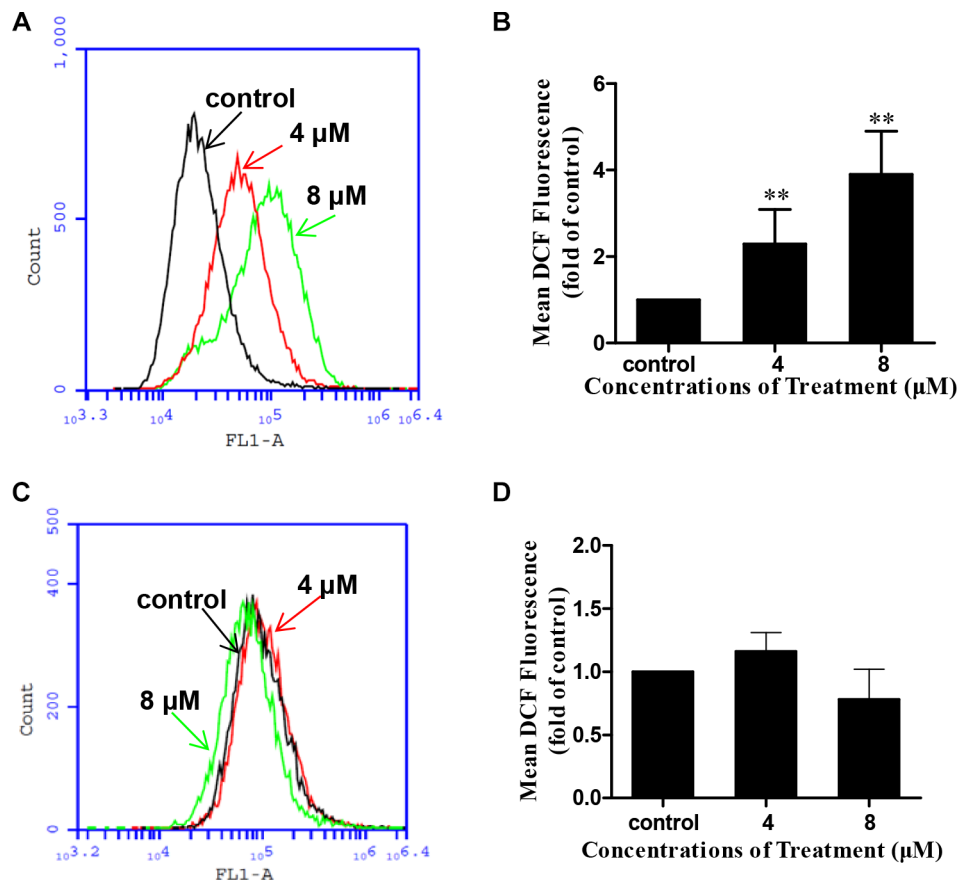 A
1,000
500
0
Count
control
4 µM
8 µM
10^3.3 10^4 10^5 10^6 10^6.4
FL1-A
B
6
4
2
0
Mean DCF Fluorescence
(fold of control)
** **
control 4 8
Concentrations of Treatment (µM)
C
500
400
200
0
Count
control
4 µM
8 µM
10^3.2 10^4 10^5 10^6 10^6.4
FL1-A
D
2.0
1.5
1.0
0.5
0.0
Mean DCF Fluorescence
(fold of control)
control 4 8
Concentrations of Treatment (µM)